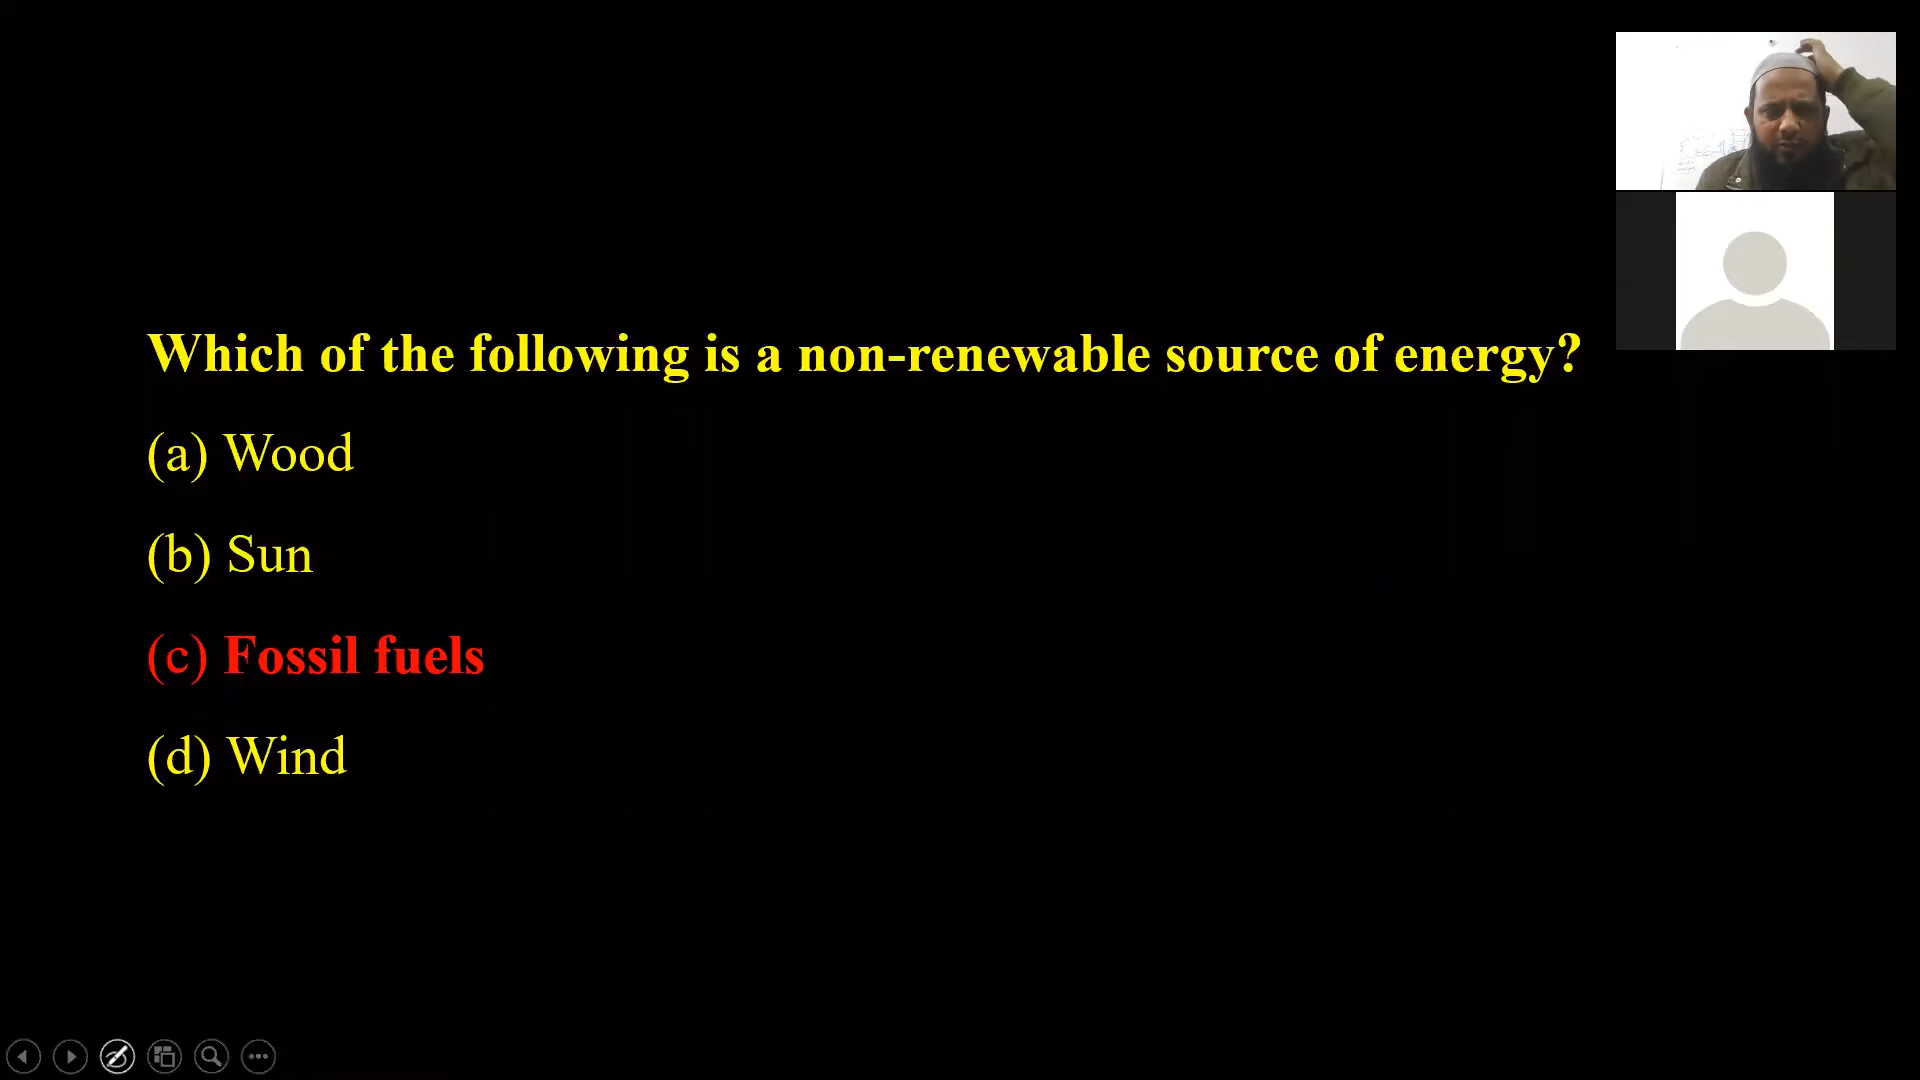 Which of the following is a non-renewable source of energy?
(a) Wood
(b) Sun
(c) Fossil fuels
(d) Wind